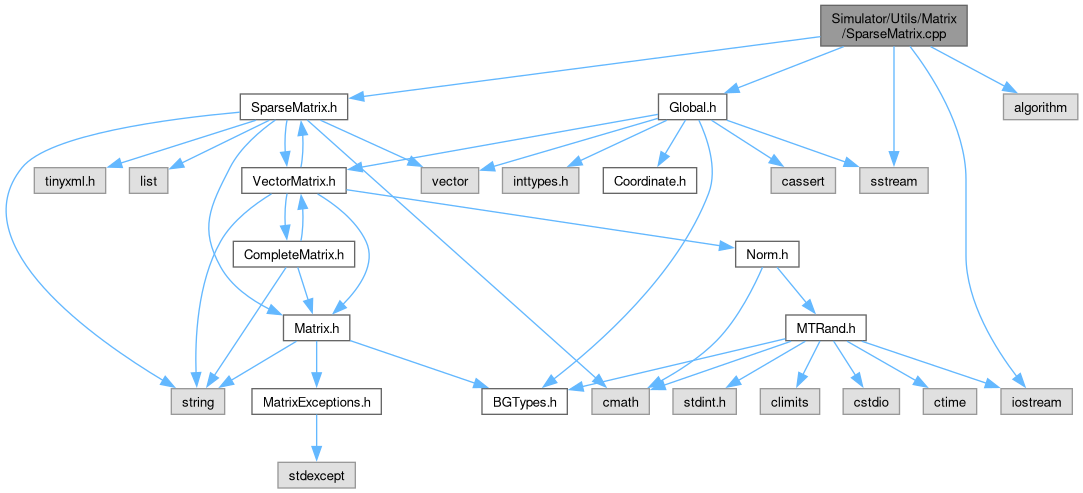 Simulator/Utils/Matrix
/SparseMatrix.cpp
SparseMatrix.h
Global.h
algorithm
tinyxml.h
list
VectorMatrix.h
vector
inttypes.h
Coordinate.h
cassert
sstream
CompleteMatrix.h
Norm.h
Matrix.h
MTRand.h
string
MatrixExceptions.h
BGTypes.h
cmath
stdint.h
climits
cstdio
ctime
iostream
stdexcept